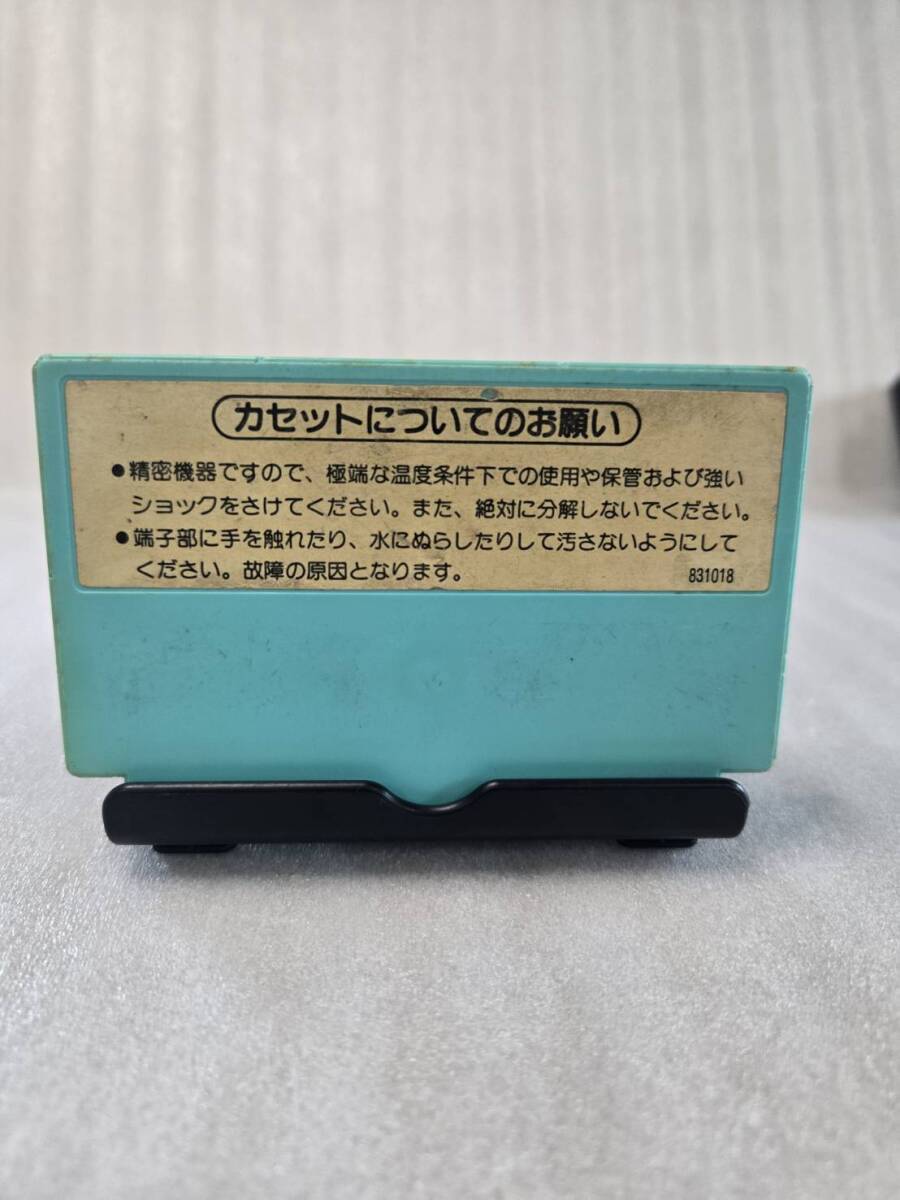 カセットについてのお願い
●精密機器ですので、極端な温度条件下での使用や保管および強い
ショックをさけてください。また、絶対に分解しないでください。
●端子部に手を触れたり、水にぬらしたりして汚さないようにして
ください。故障の原因となります。 831018